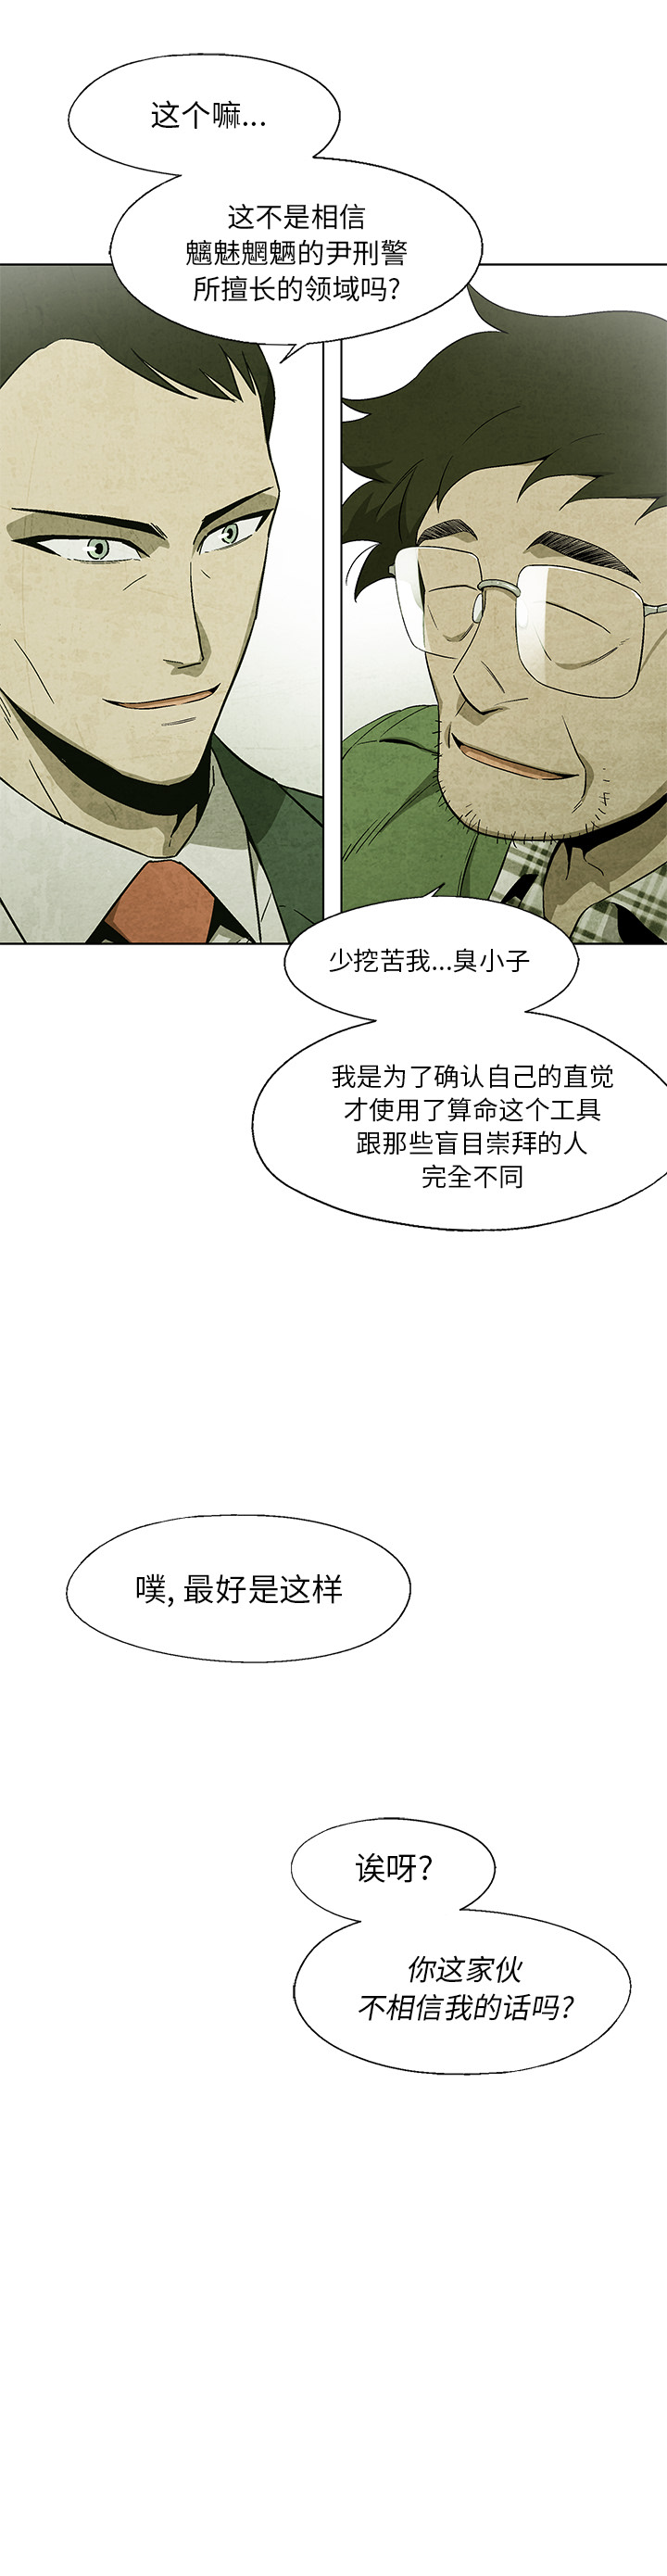 这个嘛...
这不是相信
魑魅魍魉的尹刑警
所擅长的领域吗?
少挖苦我...臭小子
我是为了确认自己的直觉
才使用了算命这个工具
跟那些盲目崇拜的人
完全不同
噗, 最好是这样
诶呀?
你这家伙
不相信我的话吗?